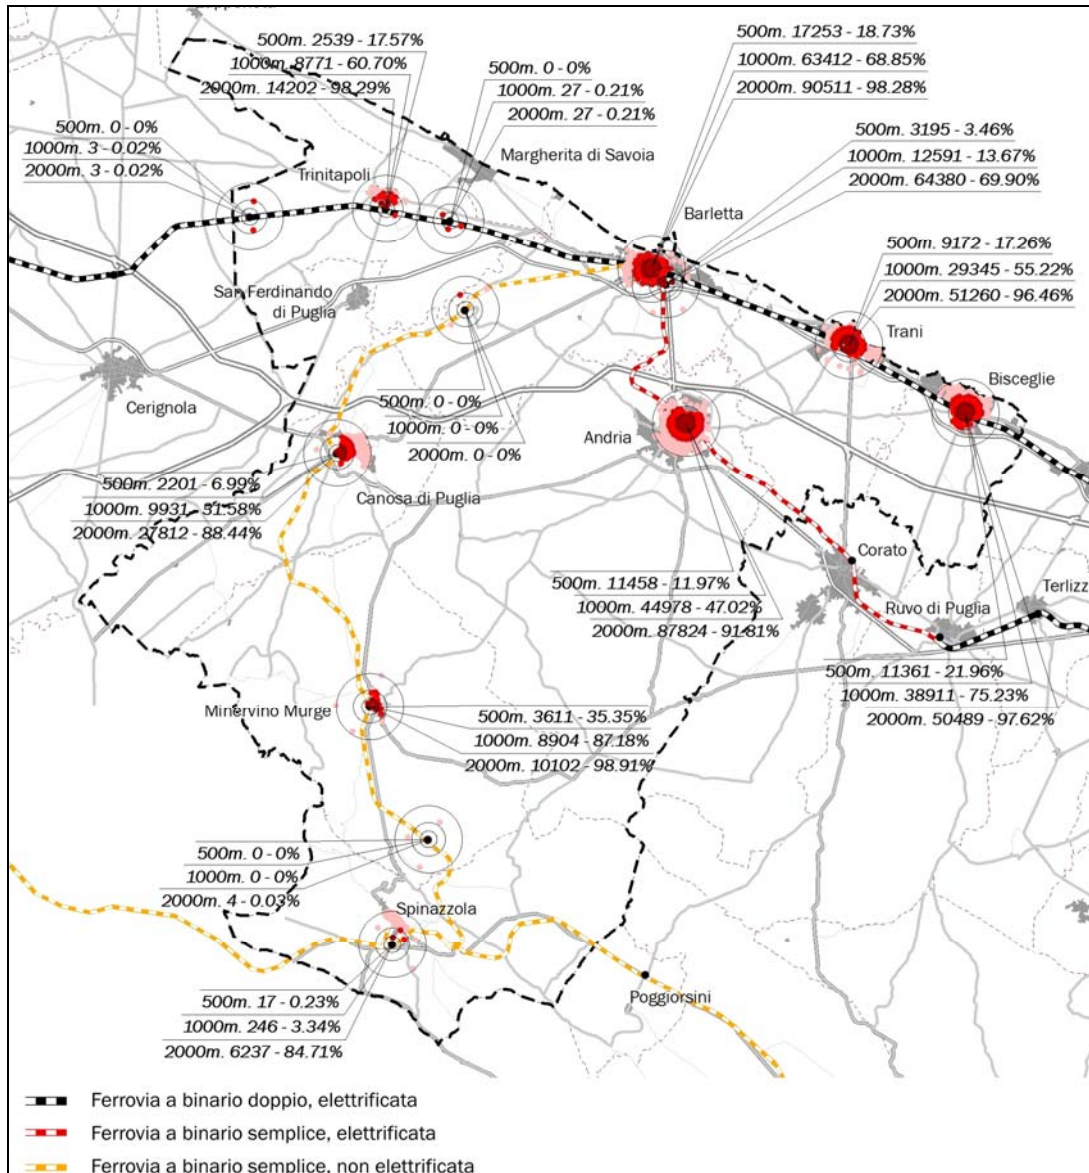 500m. 2539 - 17.57%
1000m. 8771 - 60.70%
2000m. 14202 - 98.29%
500m. 0 - 0%
1000m. 27 - 0.21%
2000m. 27 - 0.21%
500m. 17253 - 18.73%
1000m. 63412 - 68.85%
2000m. 90511 - 98.28%
500m. 0 - 0%
1000m. 3 - 0.02%
2000m. 3 - 0.02%
500m. 3195 - 3.46%
1000m. 12591 - 13.67%
2000m. 64380 - 69.90%
Margherita di Savoia
Trinitapoli
Barletta
500m. 9172 - 17.26%
1000m. 29345 - 55.22%
2000m. 51260 - 96.46%
San Ferdinando
di Puglia
Trani
Bisceglie
Cerignola
500m. 0 - 0%
1000m. 0 - 0%
2000m. 0 - 0%
Andria
500m. 2201 - 6.99%
1000m. 9931 - 31.58%
2000m. 27812 - 88.44%
Canosa di Puglia
Corato
500m. 11458 - 11.97%
1000m. 44978 - 47.02%
2000m. 87824 - 91.81%
Terlizz
Ruvo di Puglia
500m. 11361 - 21.96%
1000m. 38911 - 75.23%
2000m. 50489 - 97.62%
Minervino Murge
500m. 3611 - 35.35%
1000m. 8904 - 87.18%
2000m. 10102 - 98.91%
500m. 0 - 0%
1000m. 0 - 0%
2000m. 4 - 0.03%
Spinazzola
500m. 17 - 0.23%
1000m. 246 - 3.34%
2000m. 6237 - 84.71%
Poggiorsini
Ferrovia a binario doppio, elettrificata
Ferrovia a binario semplice, elettrificata
Ferrovia a binario semplice, non elettrificata